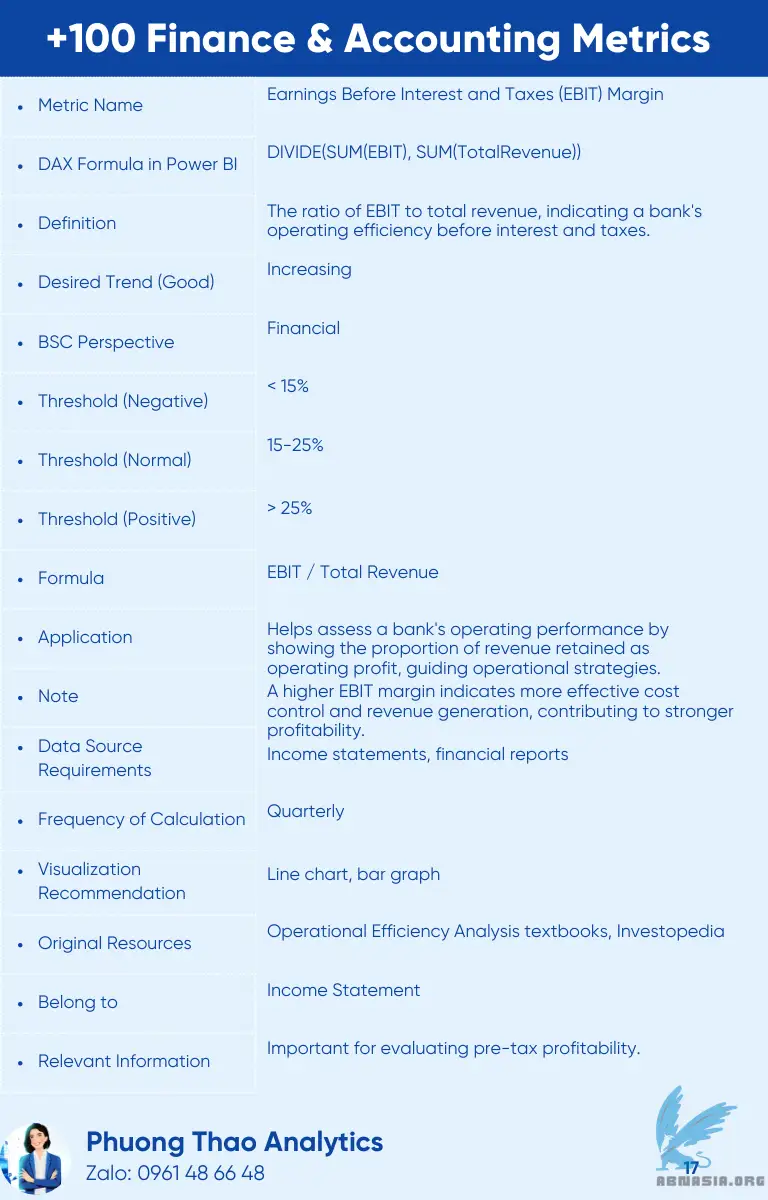 +100 Finance & Accounting Metrics
• Metric Name
Earnings Before Interest and Taxes (EBIT) Margin
• DAX Formula in Power BI
DIVIDE(SUM(EBIT), SUM(TotalRevenue))
• Definition
The ratio of EBIT to total revenue, indicating a bank's
operating efficiency before interest and taxes.
• Desired Trend (Good)
Increasing
• BSC Perspective
Financial
• Threshold (Negative)
< 15%
• Threshold (Normal)
15-25%
• Threshold (Positive)
> 25%
• Formula
EBIT / Total Revenue
• Application
Helps assess a bank's operating performance by
showing the proportion of revenue retained as
operating profit, guiding operational strategies.
• Note
A higher EBIT margin indicates more effective cost
control and revenue generation, contributing to stronger
profitability.
• Data Source
Requirements
Income statements, financial reports
• Frequency of Calculation
Quarterly
• Visualization
Recommendation
Line chart, bar graph
• Original Resources
Operational Efficiency Analysis textbooks, Investopedia
• Belong to
Income Statement
• Relevant Information
Important for evaluating pre-tax profitability.
Phuong Thao Analytics
Zalo: 0961 48 66 48
17
ABNASIA.ORG